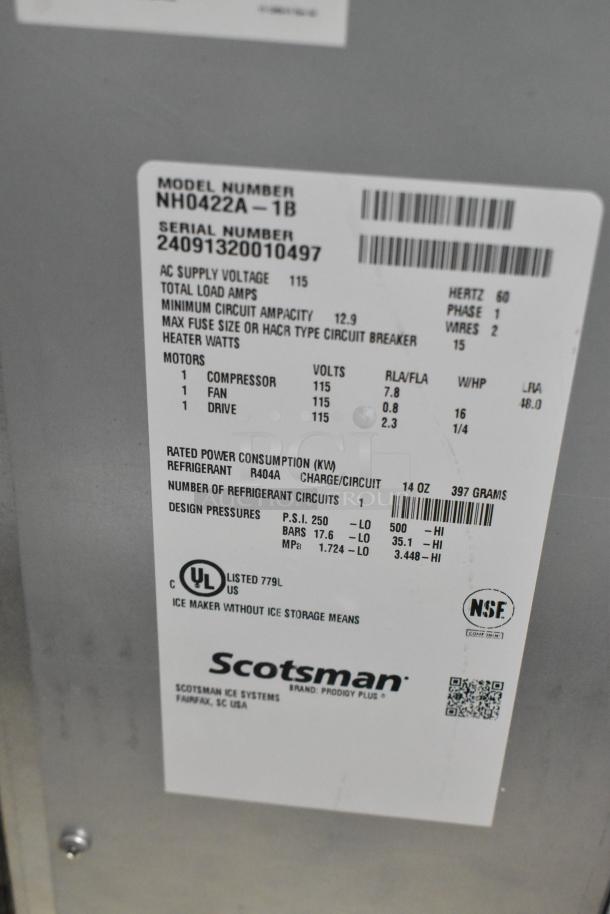 MODEL NUMBER
NH0422A-1B
SERIAL NUMBER
24091320010497
AC SUPPLY VOLTAGE 115 HERTZ 60
TOTAL LOAD AMPS PHASE 1
MINIMUM CIRCUIT AMPACITY 12.9 WIRES 2
MAX FUSE SIZE OR HACR TYPE CIRCUIT BREAKER 15
HEATER WATTS
MOTORS VOLTS RLA/FLA W/HP LRA
1 COMPRESSOR 115 7.8 48.0
1 FAN 115 0.8 16
1 DRIVE 115 2.3 1/4
RATED POWER CONSUMPTION (KW)
REFRIGERANT R404A CHARGE/CIRCUIT 14 OZ 397 GRAMS
NUMBER OF REFRIGERANT CIRCUITS 1
DESIGN PRESSURES P.S.I. 250 -LO 500 -HI
BARS 17.6 -LO 35.1 -HI
MPa 1.724 -LO 3.448-HI
C UL LISTED 779L
US
ICE MAKER WITHOUT ICE STORAGE MEANS
NSF
Scotsman
BRAND: PRODIGY PLUS ®
SCOTSMAN ICE SYSTEMS
FAIRFAX, SC USA
AUCTION GROUP